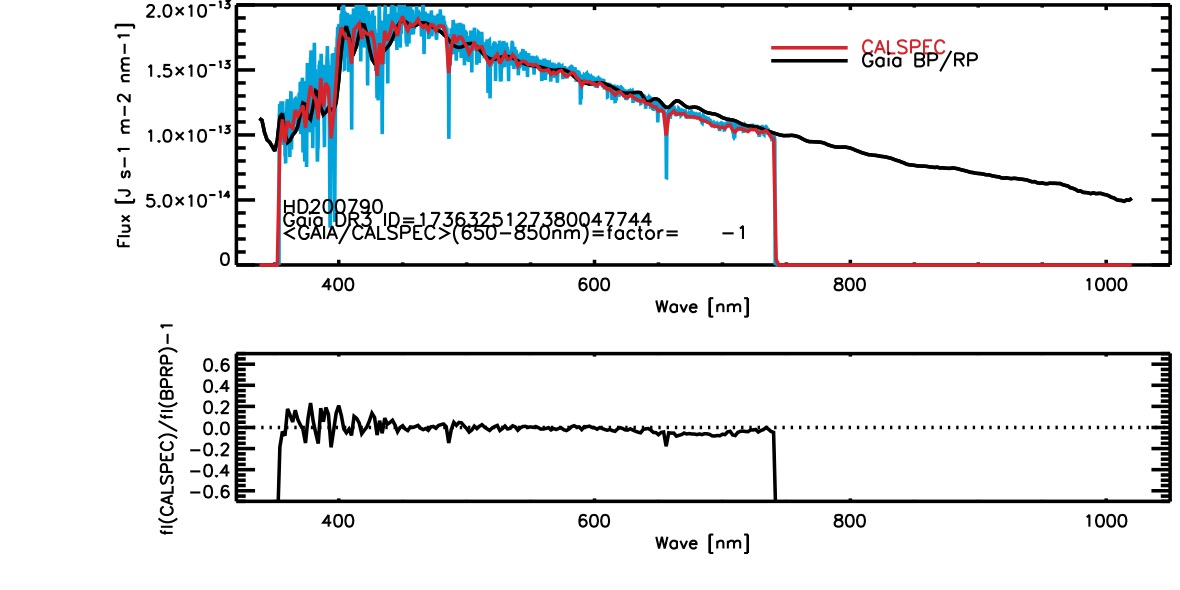 2.0×10−13
1.5×10−13
1.0×10−13
5.0×10−14
0
Flux [J s−1 m−2 nm−1]
CALSPEC
Gaia BP/RP
HD200790
Gaia DR3 ID=1736325127380047744
<GAIA/CALSPEC>(650−850nm)=factor= −1
400 600 800 1000
Wave [nm]
0.6
0.4
0.2
0.0
−0.2
−0.4
−0.6
fl(CALSPEC)/fl(BPRP)−1
400 600 800 1000
Wave [nm]